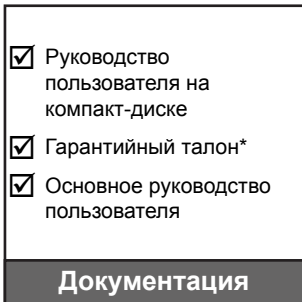 Руководство
пользователя на
компакт-диске
Гарантийный талон*
Основное руководство
пользователя
Документация